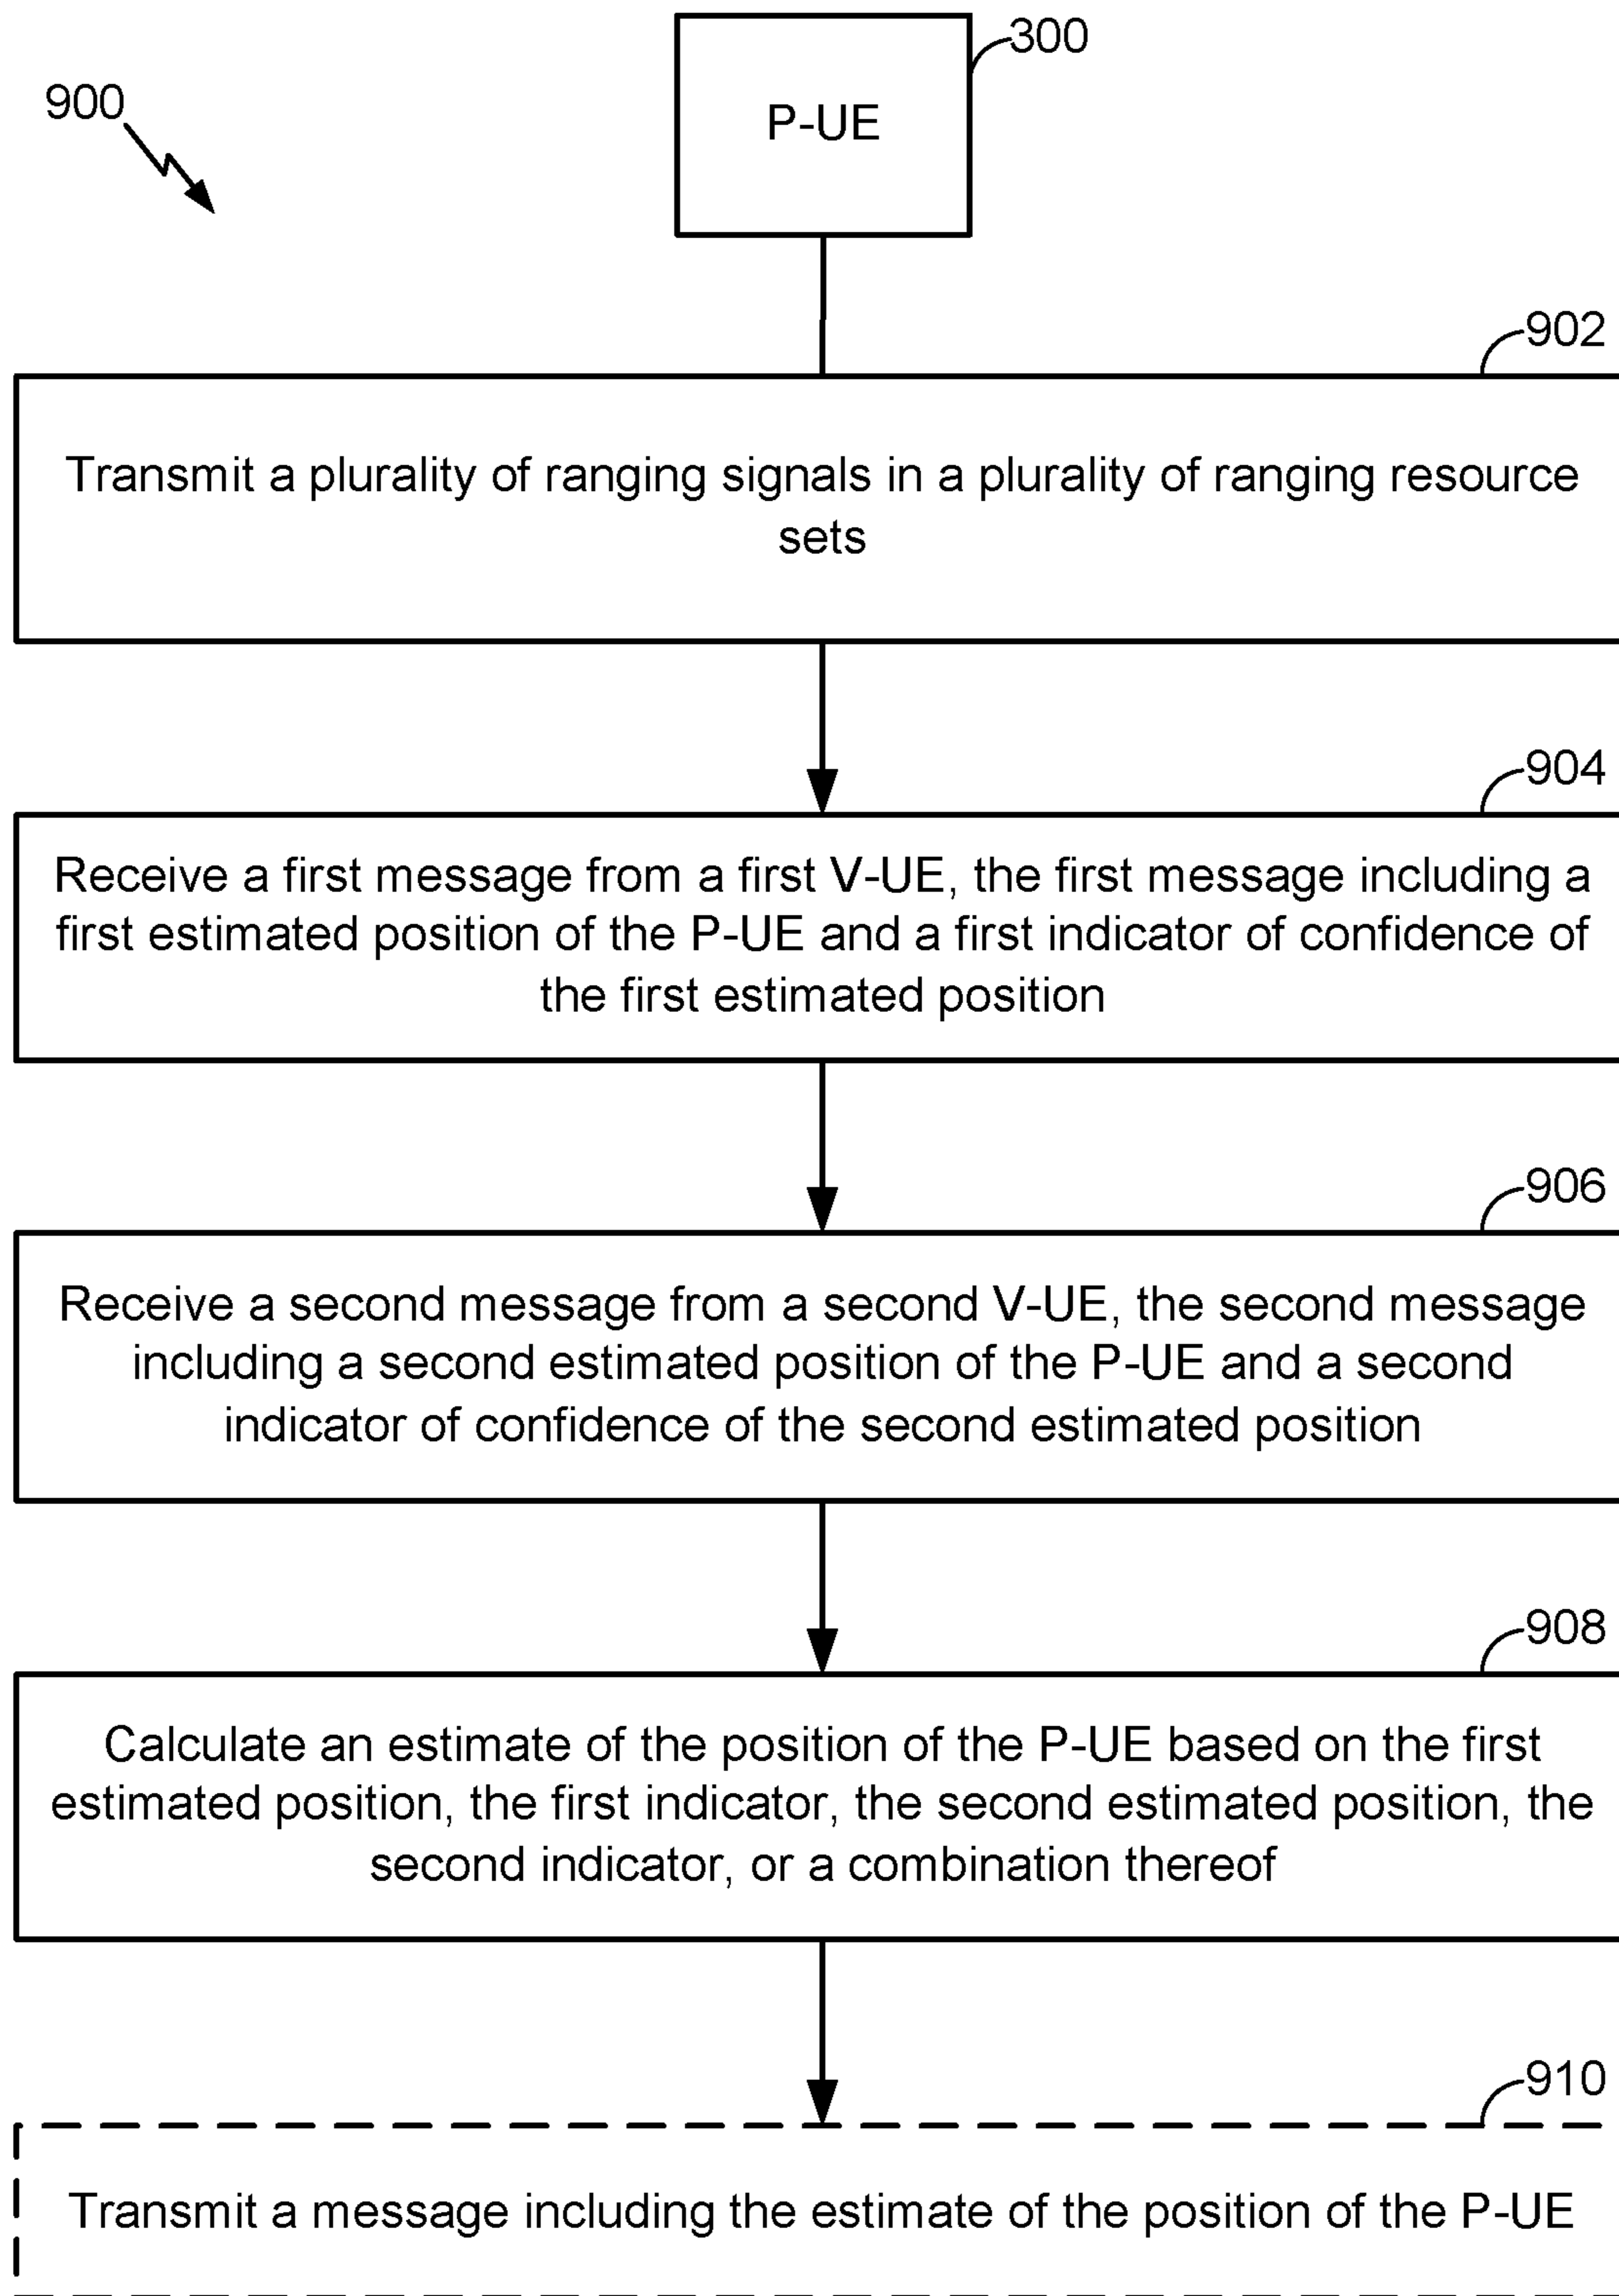 300
900
P-UE
902
Transmit a plurality of ranging signals in a plurality of ranging resource
sets
904
Receive a first message from a first V-UE, the first message including a
first estimated position of the P-UE and a first indicator of confidence of
the first estimated position
906
Receive a second message from a second V-UE, the second message
including a second estimated position of the P-UE and a second
indicator of confidence of the second estimated position
908
Calculate an estimate of the position of the P-UE based on the first
estimated position, the first indicator, the second estimated position, the
second indicator, or a combination thereof
910
Transmit a message including the estimate of the position of the P-UE